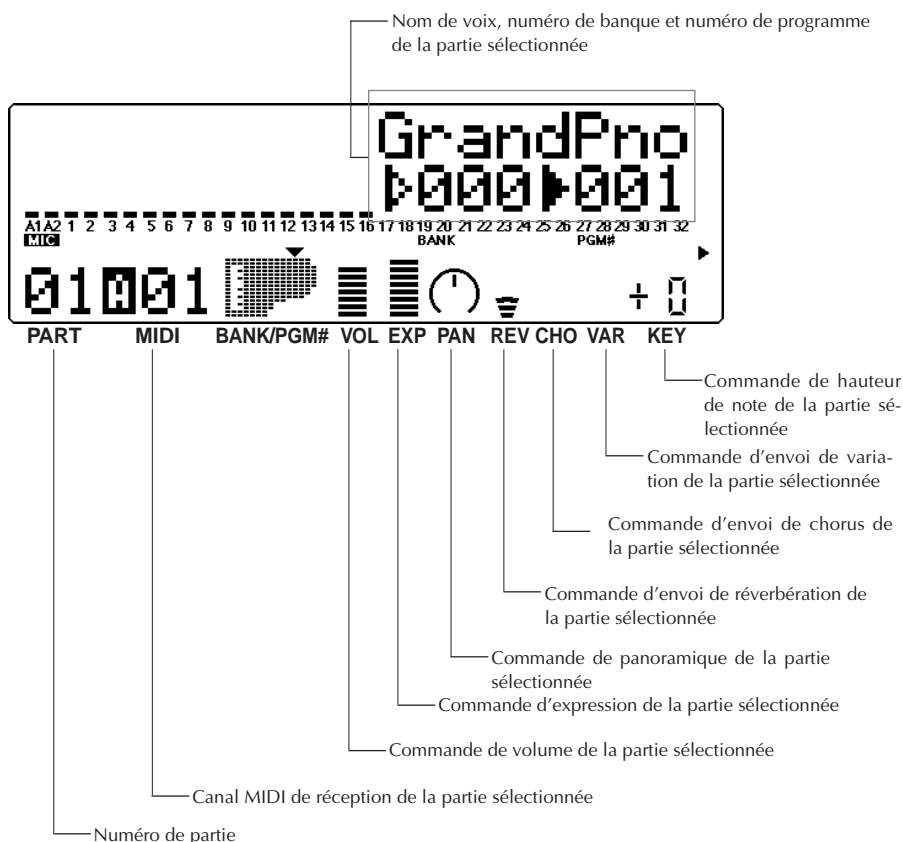 Nom de voix, numéro de banque et numéro de programme
de la partie sélectionnée
GrandPno
000 001
A1 A2 1 2 3 4 5 6 7 8 9 10 11 12 13 14 15 16 17 18 19 20 21 22 23 24 25 26 27 28 29 30 31 32
MIC BANK PGM#
01 A 01 + 0
PART MIDI BANK/PGM# VOL EXP PAN REV CHO VAR KEY
Commande de hauteur
de note de la partie sé-
lectionnée
Commande d'envoi de varia-
tion de la partie sélectionnée
Commande d'envoi de chorus de
la partie sélectionnée
Commande d'envoi de réverbération de
la partie sélectionnée
Commande de panoramique de la partie
sélectionnée
Commande d'expression de la partie sélectionnée
Commande de volume de la partie sélectionnée
Canal MIDI de réception de la partie sélectionnée
Numéro de partie